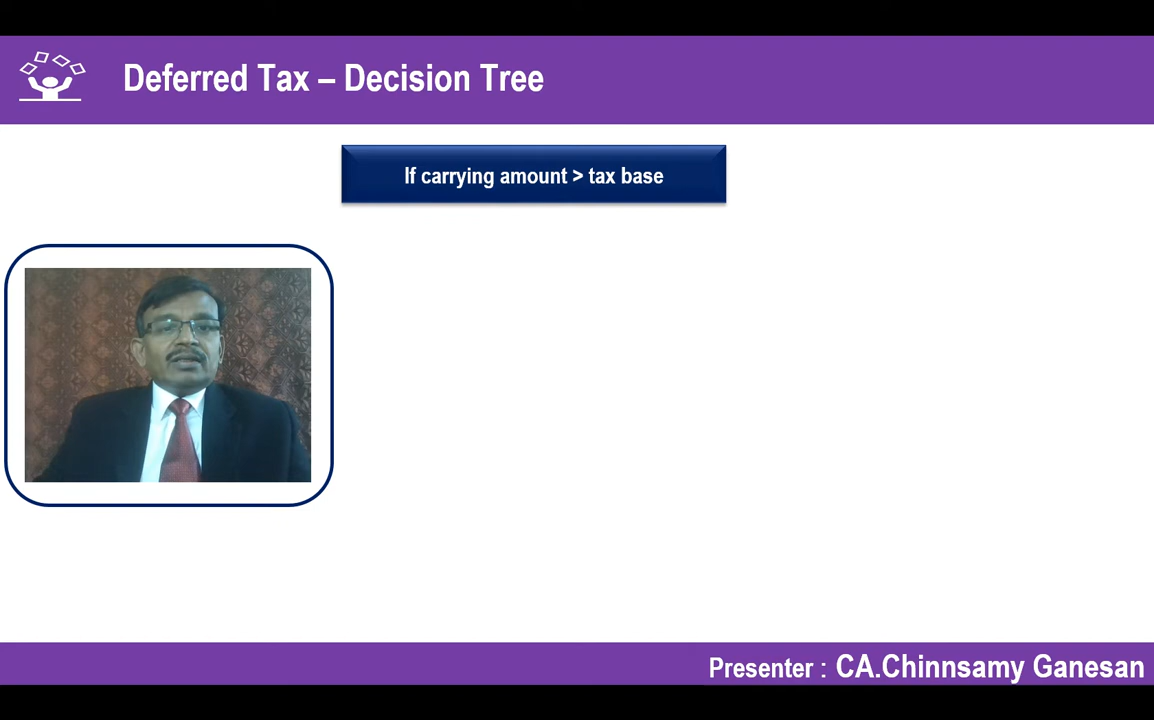 Deferred Tax – Decision Tree
If carrying amount > tax base
Presenter : CA.Chinnsamy Ganesan